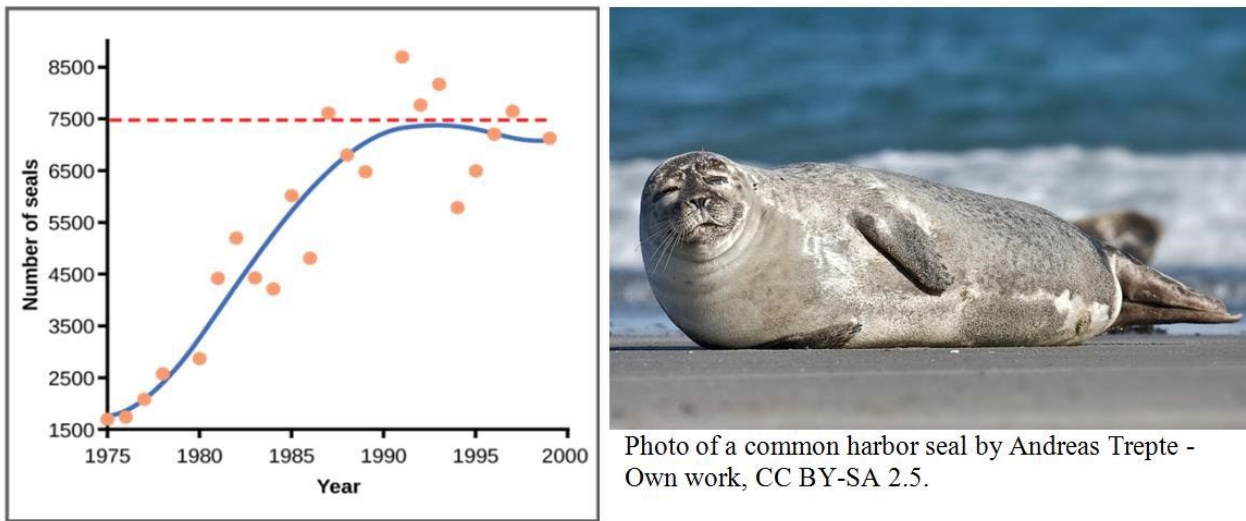 8500
7500
6500
5500
4500
3500
2500
1500
Number of seals
1975 1980 1985 1990 1995 2000
Year
Photo of a common harbor seal by Andreas Trepte -
Own work, CC BY-SA 2.5.